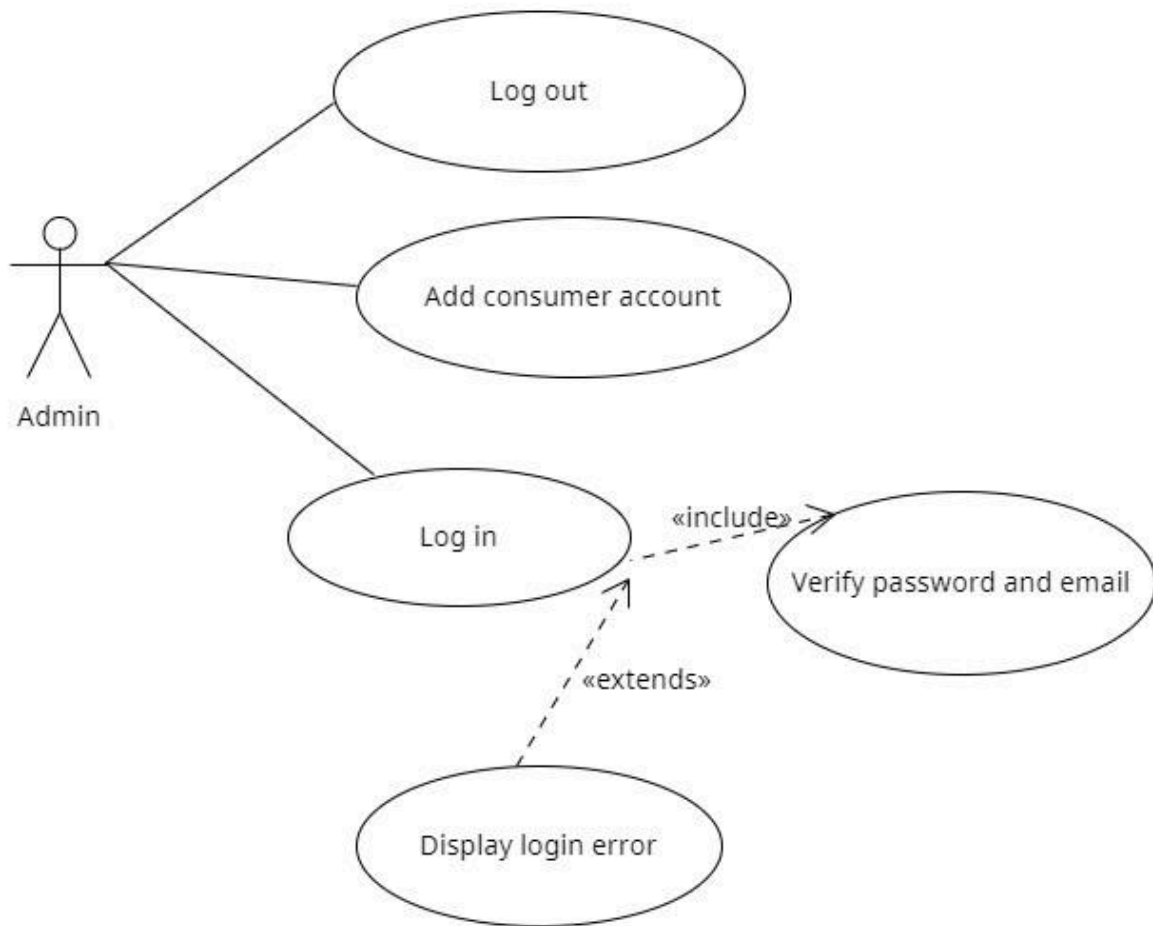 Log out
Add consumer account
Admin
Log in
«include»
Verify password and email
«extends»
Display login error